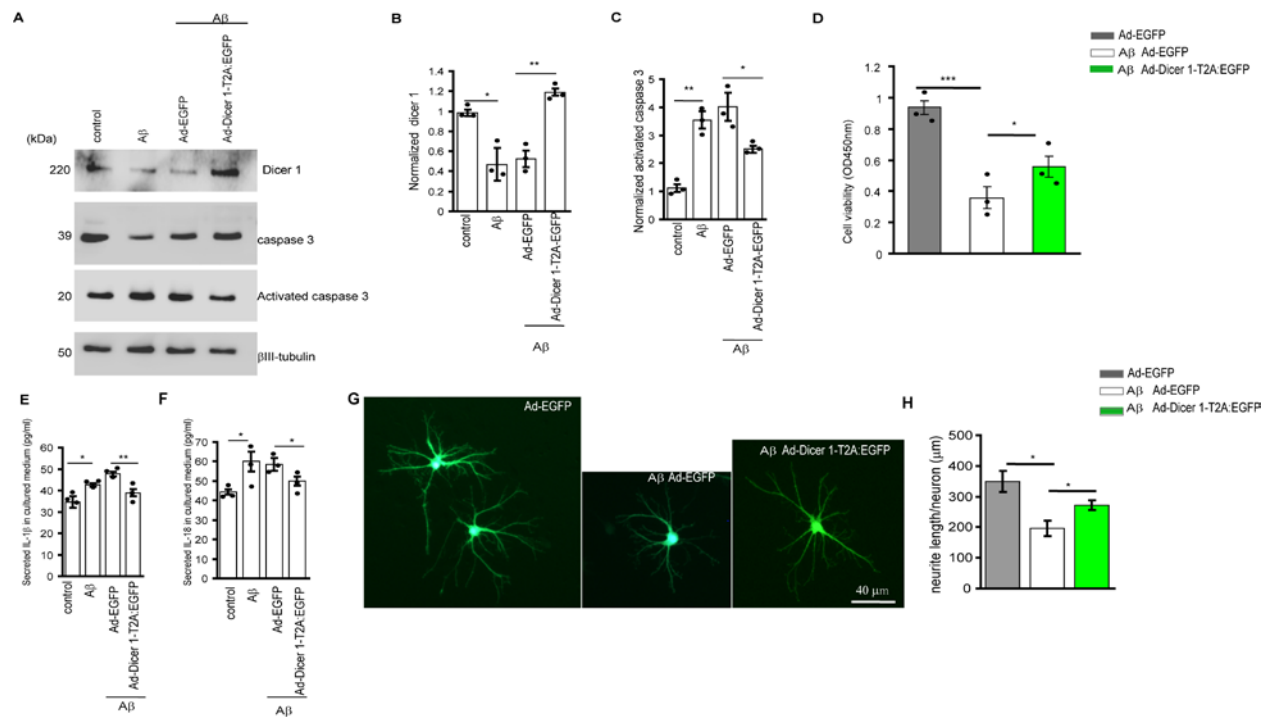 A
Aβ
(kDa)
control
Aβ
Ad-EGFP
Ad-Dicer 1-T2A:EGFP
220
Dicer 1
39
caspase 3
20
Activated caspase 3
50
βIII-tubulin
B
Normalized dicer 1
1.4
1.2
1
0.8
0.6
0.4
0.2
0
*
**
control
Aβ
Ad-EGFP
Ad-Dicer 1-T2A-EGFP
Aβ
C
Normalized activated caspase 3
5
4
3
2
1
0
**
*
control
Aβ
Ad-EGFP
Ad-Dicer 1-T2A-EGFP
Aβ
D
Cell viability (OD450nm)
1.2
1
0.8
0.6
0.4
0.2
0
***
*
Ad-EGFP
Aβ Ad-EGFP
Aβ Ad-Dicer 1-T2A:EGFP
E
Secreted IL-1β in cultured medium (pg/ml)
60
50
40
30
20
10
0
*
**
control
Aβ
Ad-EGFP
Ad-Dicer 1-T2A:EGFP
Aβ
F
Secreted IL-18 in cultured medium (pg/ml)
70
60
50
40
30
20
10
0
*
*
control
Aβ
Ad-EGFP
Ad-Dicer 1-T2A:EGFP
Aβ
G
Ad-EGFP
Aβ Ad-EGFP
Aβ Ad-Dicer 1-T2A:EGFP
40 μm
Ad-EGFP
Aβ Ad-EGFP
Aβ Ad-Dicer 1-T2A:EGFP
H
neurite length/neuron (μm)
500
400
300
200
100
0
*
*